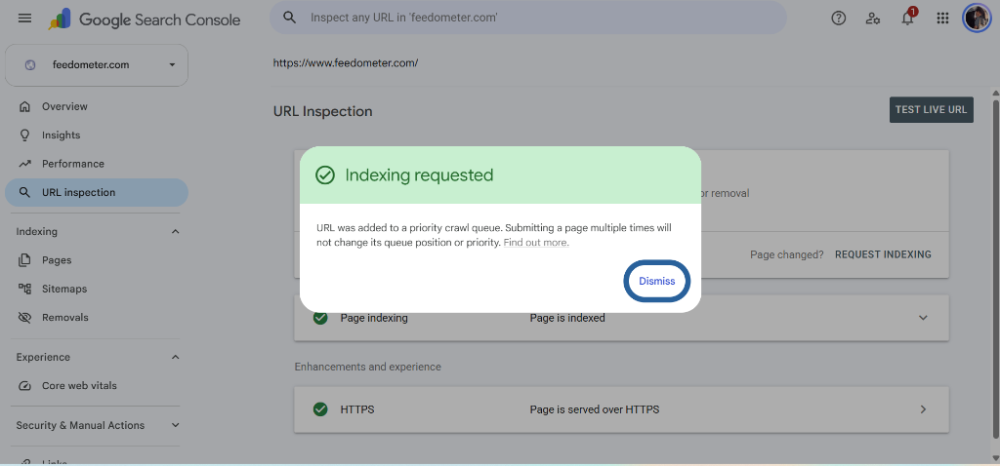 Google Search Console
Inspect any URL in 'feedometer.com'
1
feedometer.com
https://www.feedometer.com/
Overview
Insights
Performance
URL inspection
Indexing
Pages
Sitemaps
Removals
Experience
Core web vitals
Security & Manual Actions
Links
URL Inspection
TEST LIVE URL
or removal
Indexing requested
URL was added to a priority crawl queue. Submitting a page multiple times will
not change its queue position or priority. Find out more.
Dismiss
Page changed? REQUEST INDEXING
Page indexing Page is indexed
Enhancements and experience
HTTPS Page is served over HTTPS